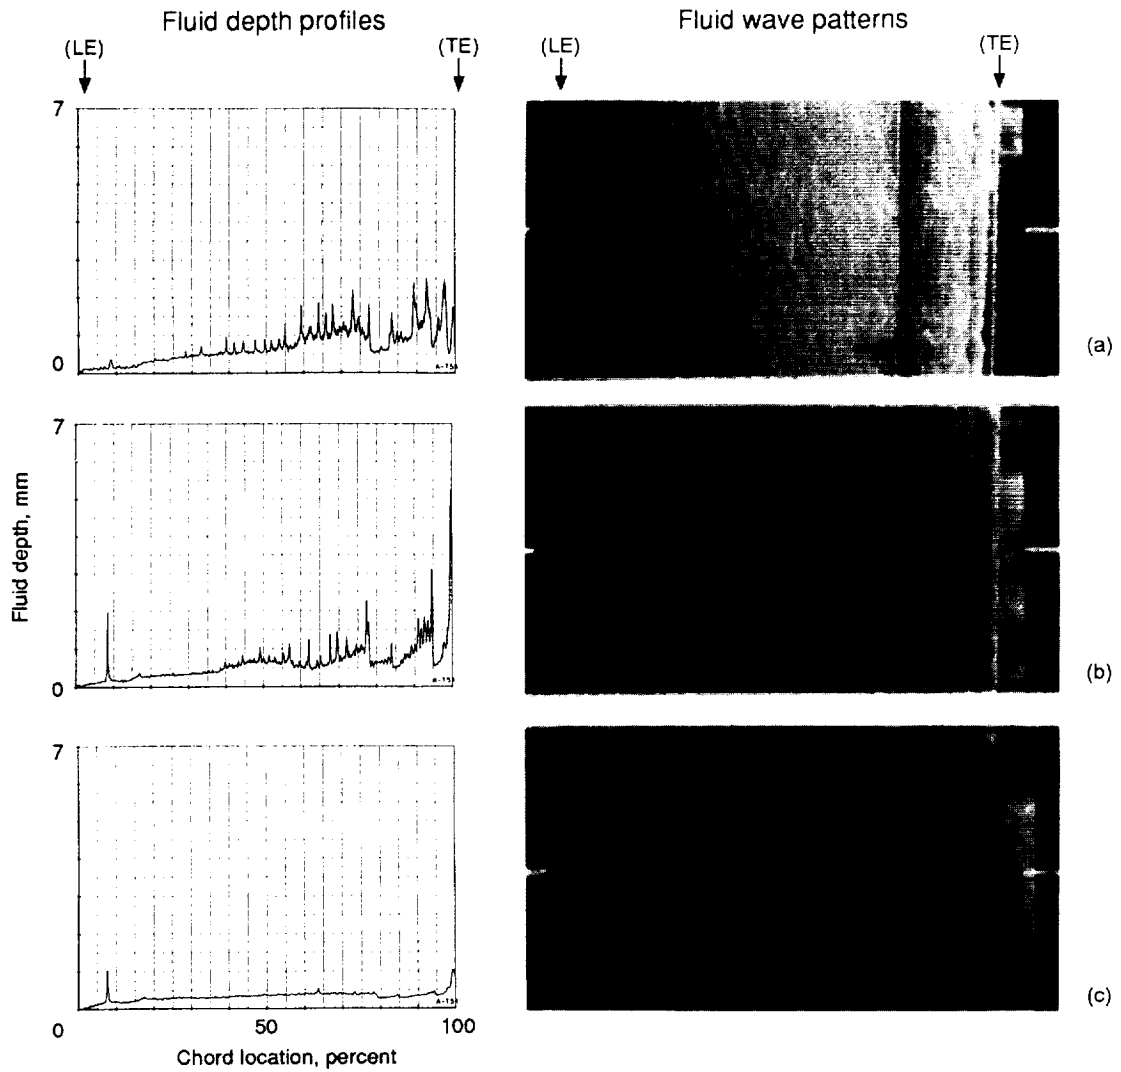 Fluid depth profiles
Fluid wave patterns
(LE)
(TE)
(LE)
(TE)
7
0
(a)
7
0
(b)
Fluid depth, mm
7
0
(c)
50
100
Chord location, percent